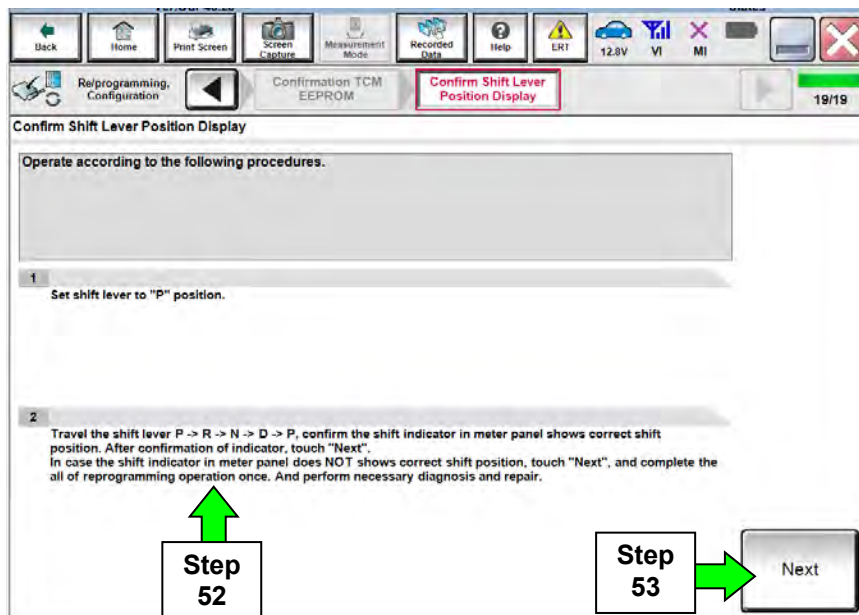 Back
Home
Print Screen
Screen
Capture
Measurement
Mode
Recorded
Data
Help
ERT
12.8V
VI
MI
Re/programming,
Configuration
Confirmation TCM
EEPROM
Confirm Shift Lever
Position Display
19/19
Confirm Shift Lever Position Display
Operate according to the following procedures.
1
Set shift lever to "P" position.
2
Travel the shift lever P -> R -> N -> D -> P, confirm the shift indicator in meter panel shows correct shift
position. After confirmation of indicator, touch "Next".
In case the shift indicator in meter panel does NOT shows correct shift position, touch "Next", and complete the
all of reprogramming operation once. And perform necessary diagnosis and repair.
Step
52
Step
53
Next